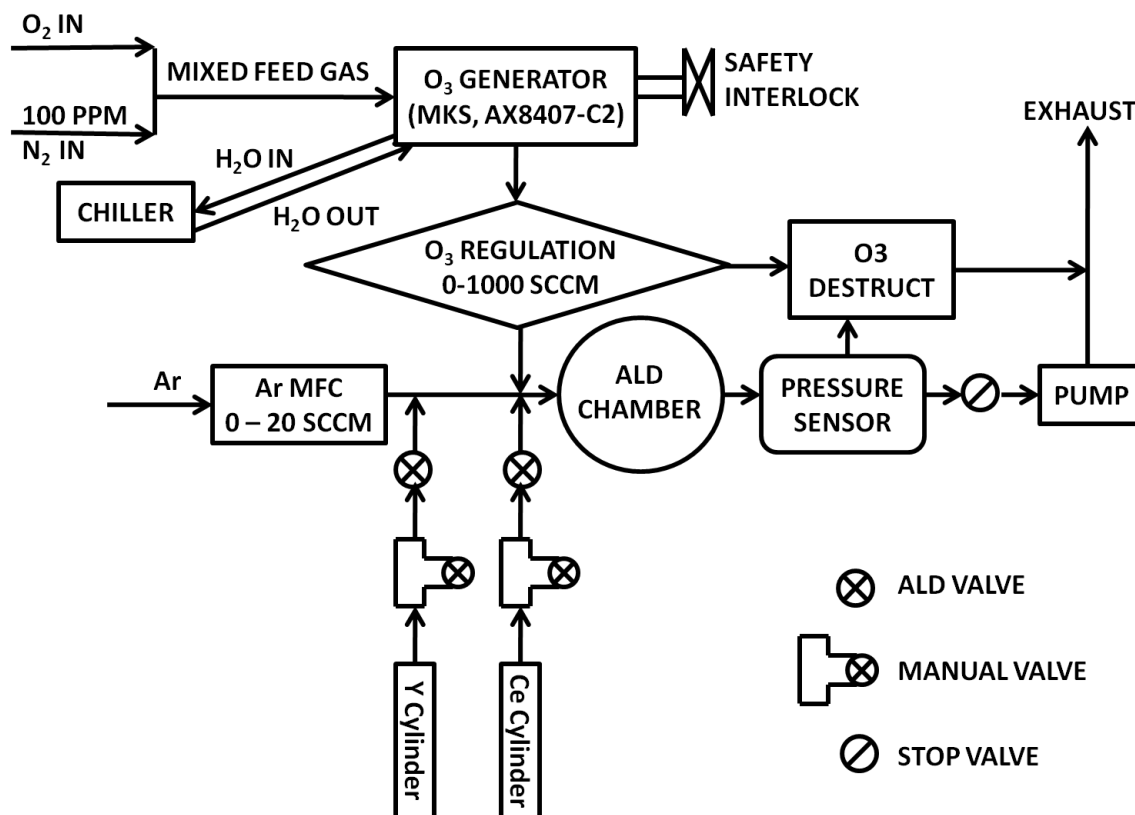 O₂ IN
MIXED FEED GAS
100 PPM
N₂ IN
O₃ GENERATOR
(MKS, AX8407-C2)
SAFETY
INTERLOCK
EXHAUST
H₂O IN
CHILLER
H₂O OUT
O₃ REGULATION
0-1000 SCCM
O3
DESTRUCT
Ar
Ar MFC
0 – 20 SCCM
ALD
CHAMBER
PRESSURE
SENSOR
PUMP
Y Cylinder
Ce Cylinder
ALD VALVE
MANUAL VALVE
STOP VALVE